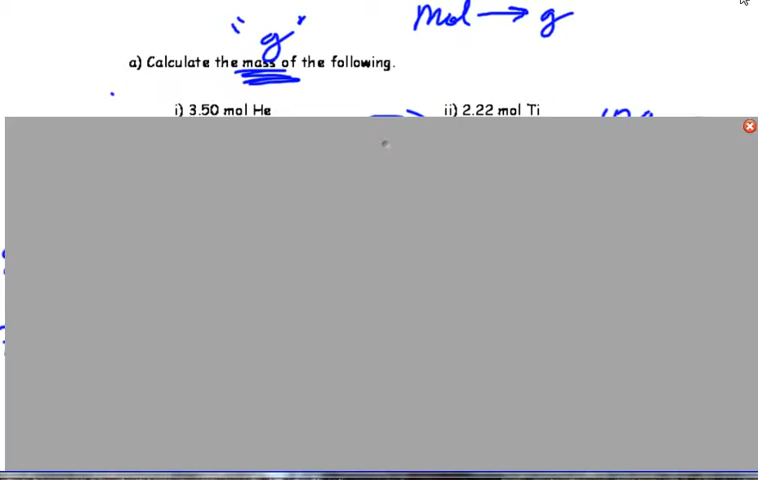 mol → g
"g"
a) Calculate the mass of the following.
i) 3.50 mol He ii) 2.22 mol Ti